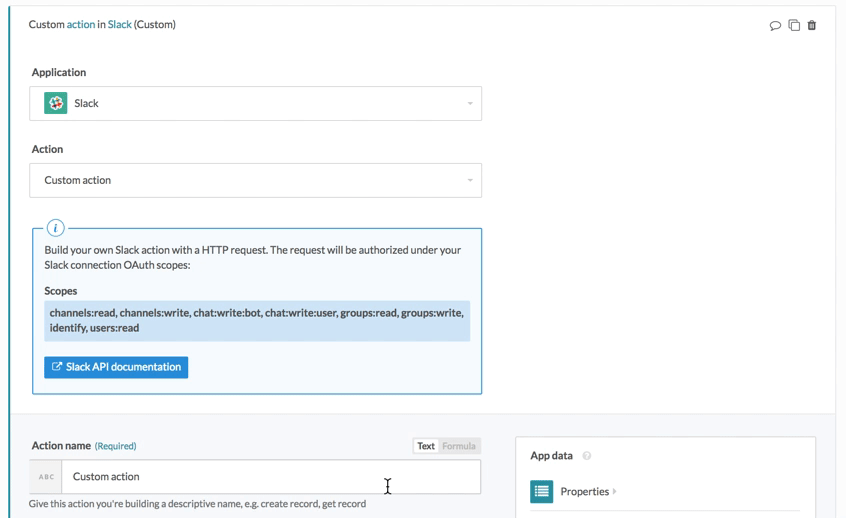 Custom action in Slack (Custom)
Application
Slack
Action
Custom action
i
Build your own Slack action with a HTTP request. The request will be authorized under your
Slack connection OAuth scopes:
Scopes
channels:read, channels:write, chat:write:bot, chat:write:user, groups:read, groups:write,
identify, users:read
Slack API documentation
Action name (Required)
Text Formula
ABC Custom action
Give this action you're building a descriptive name, e.g. create record, get record
App data ?
Properties